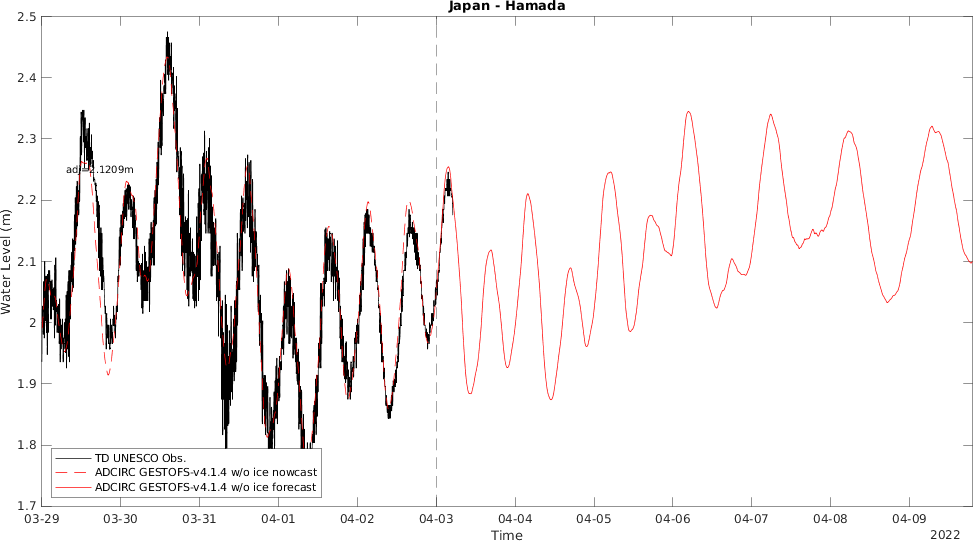 Japan - Hamada
2.5
2.4
2.3
2.2
2.1
2
1.9
1.8
1.7
Water Level (m)
adj=2.1209m
TD UNESCO Obs.
ADCIRC GESTOFS-v4.1.4 w/o ice nowcast
ADCIRC GESTOFS-v4.1.4 w/o ice forecast
03-29 03-30 03-31 04-01 04-02 04-03 04-04 04-05 04-06 04-07 04-08 04-09
Time
2022